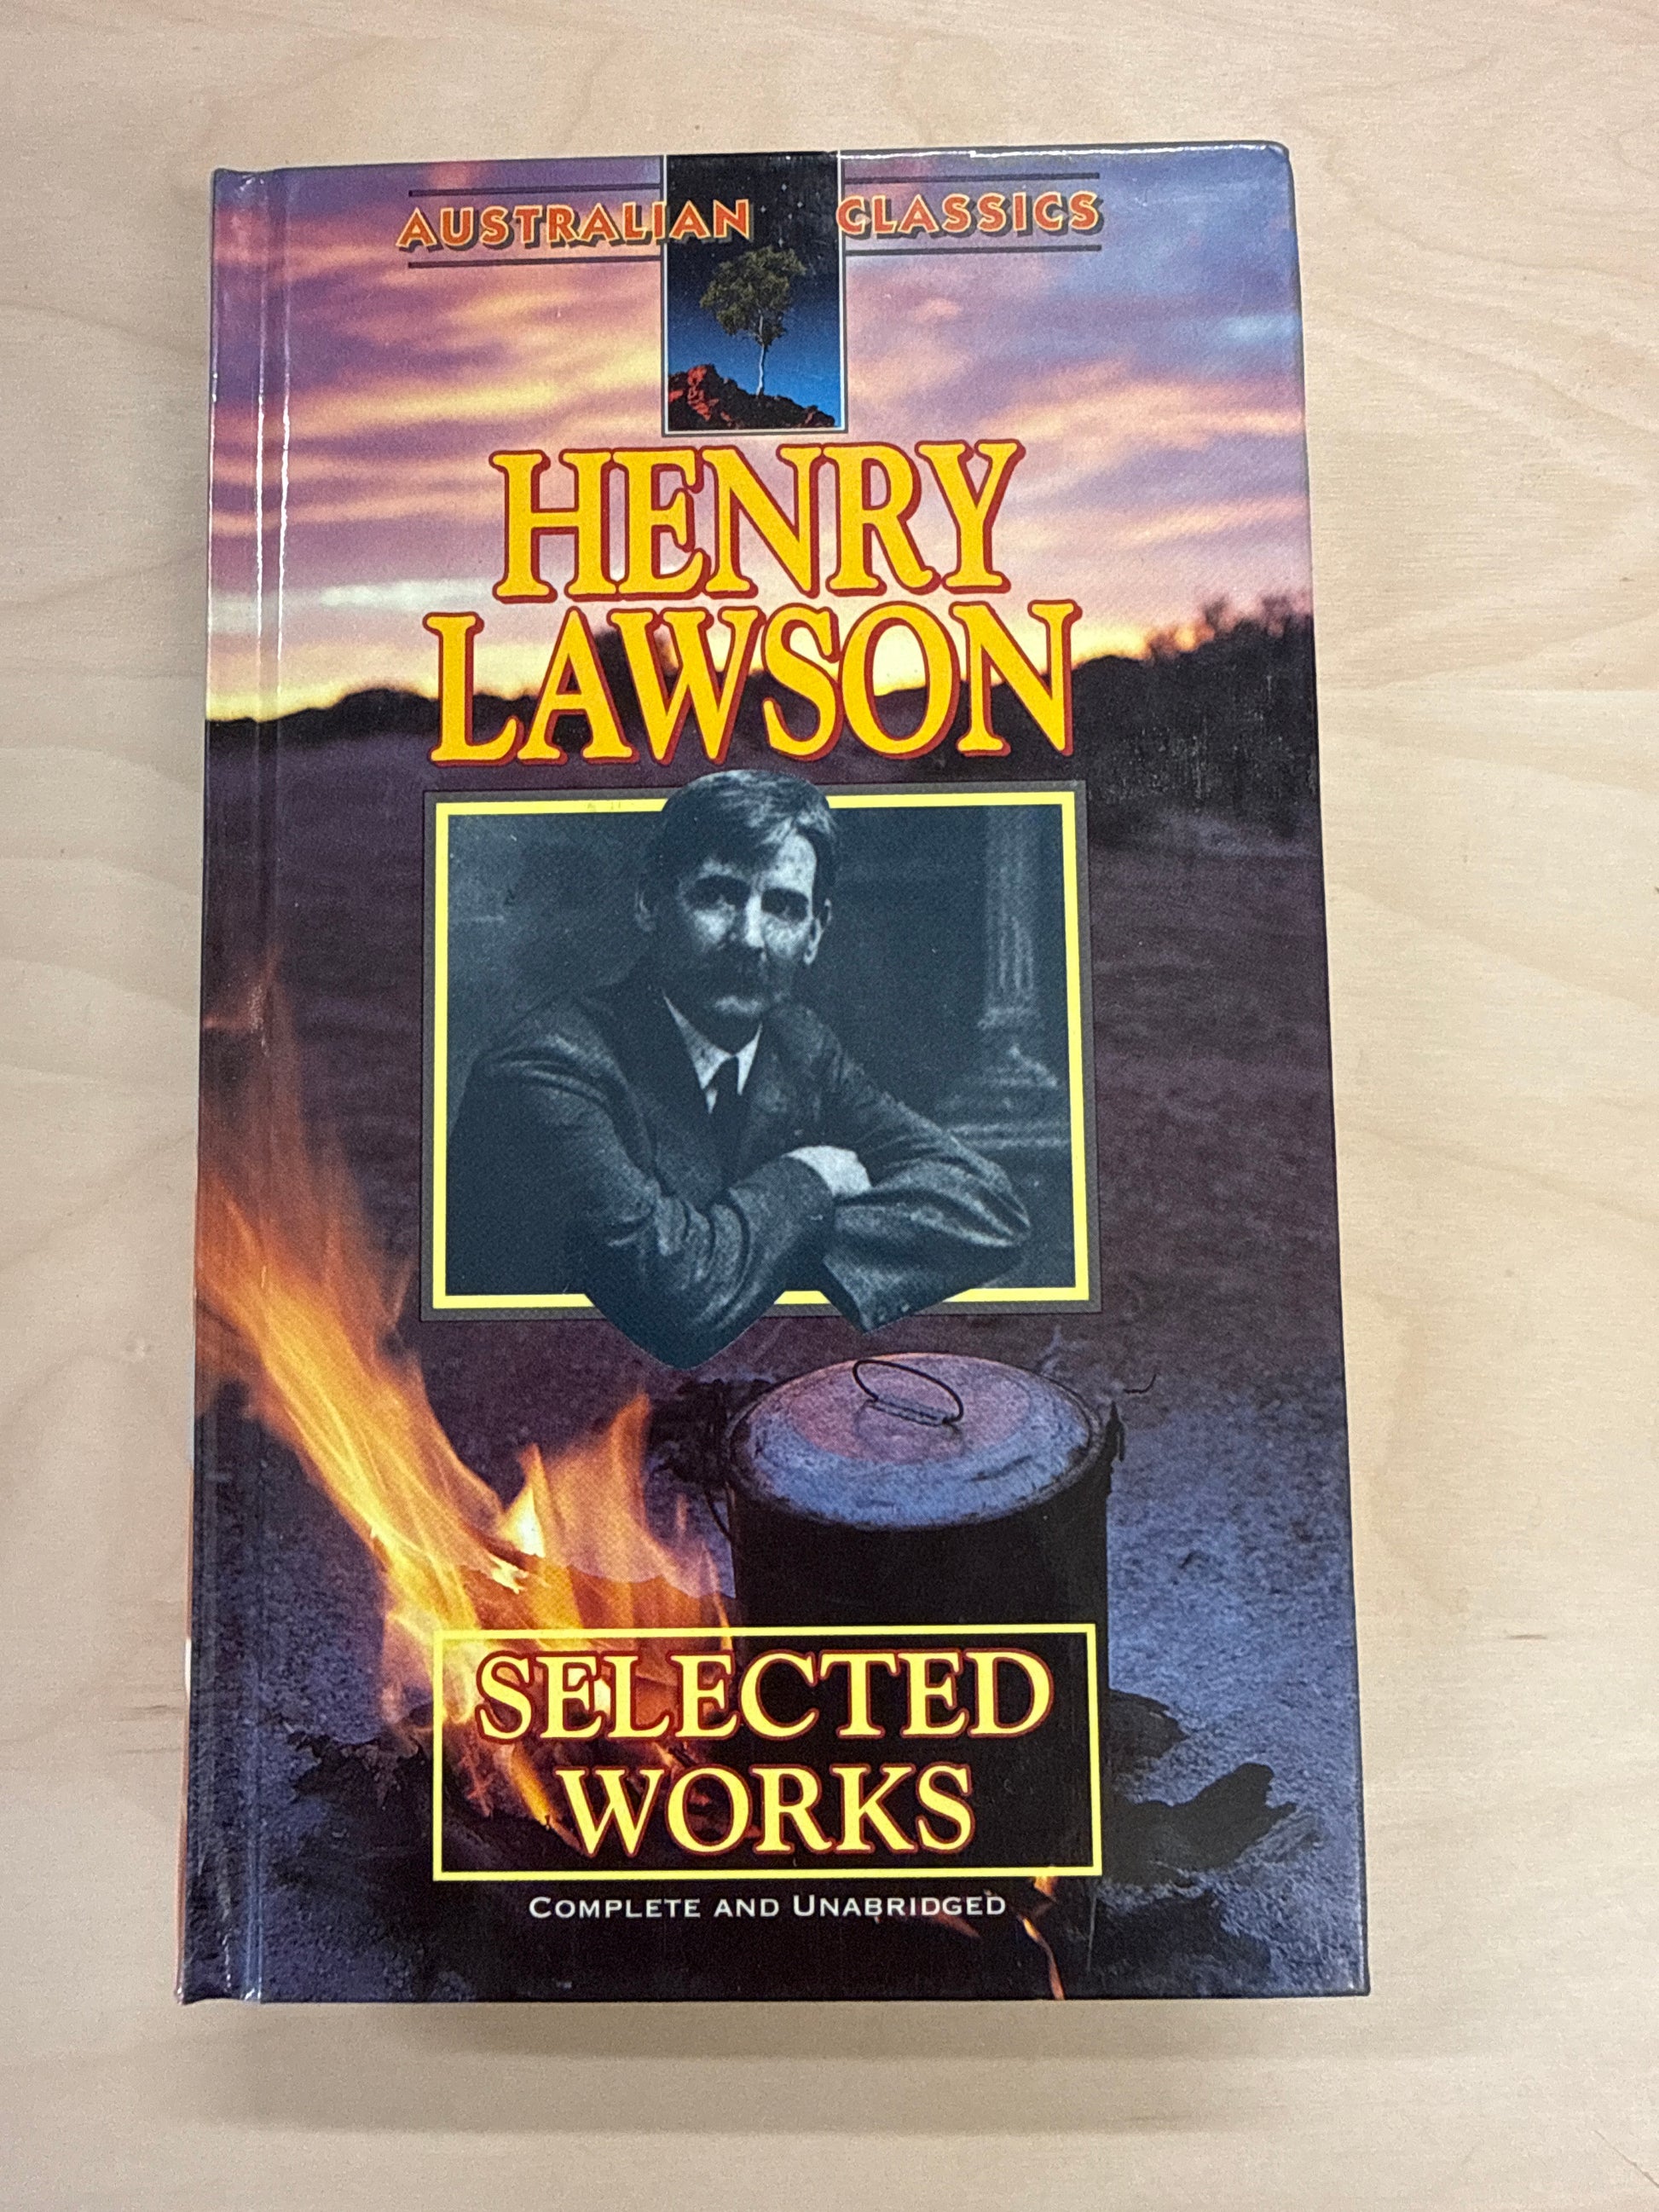 AUSTRALIAN CLASSICS
HENRY
LAWSON
SELECTED
WORKS
COMPLETE AND UNABRIDGED